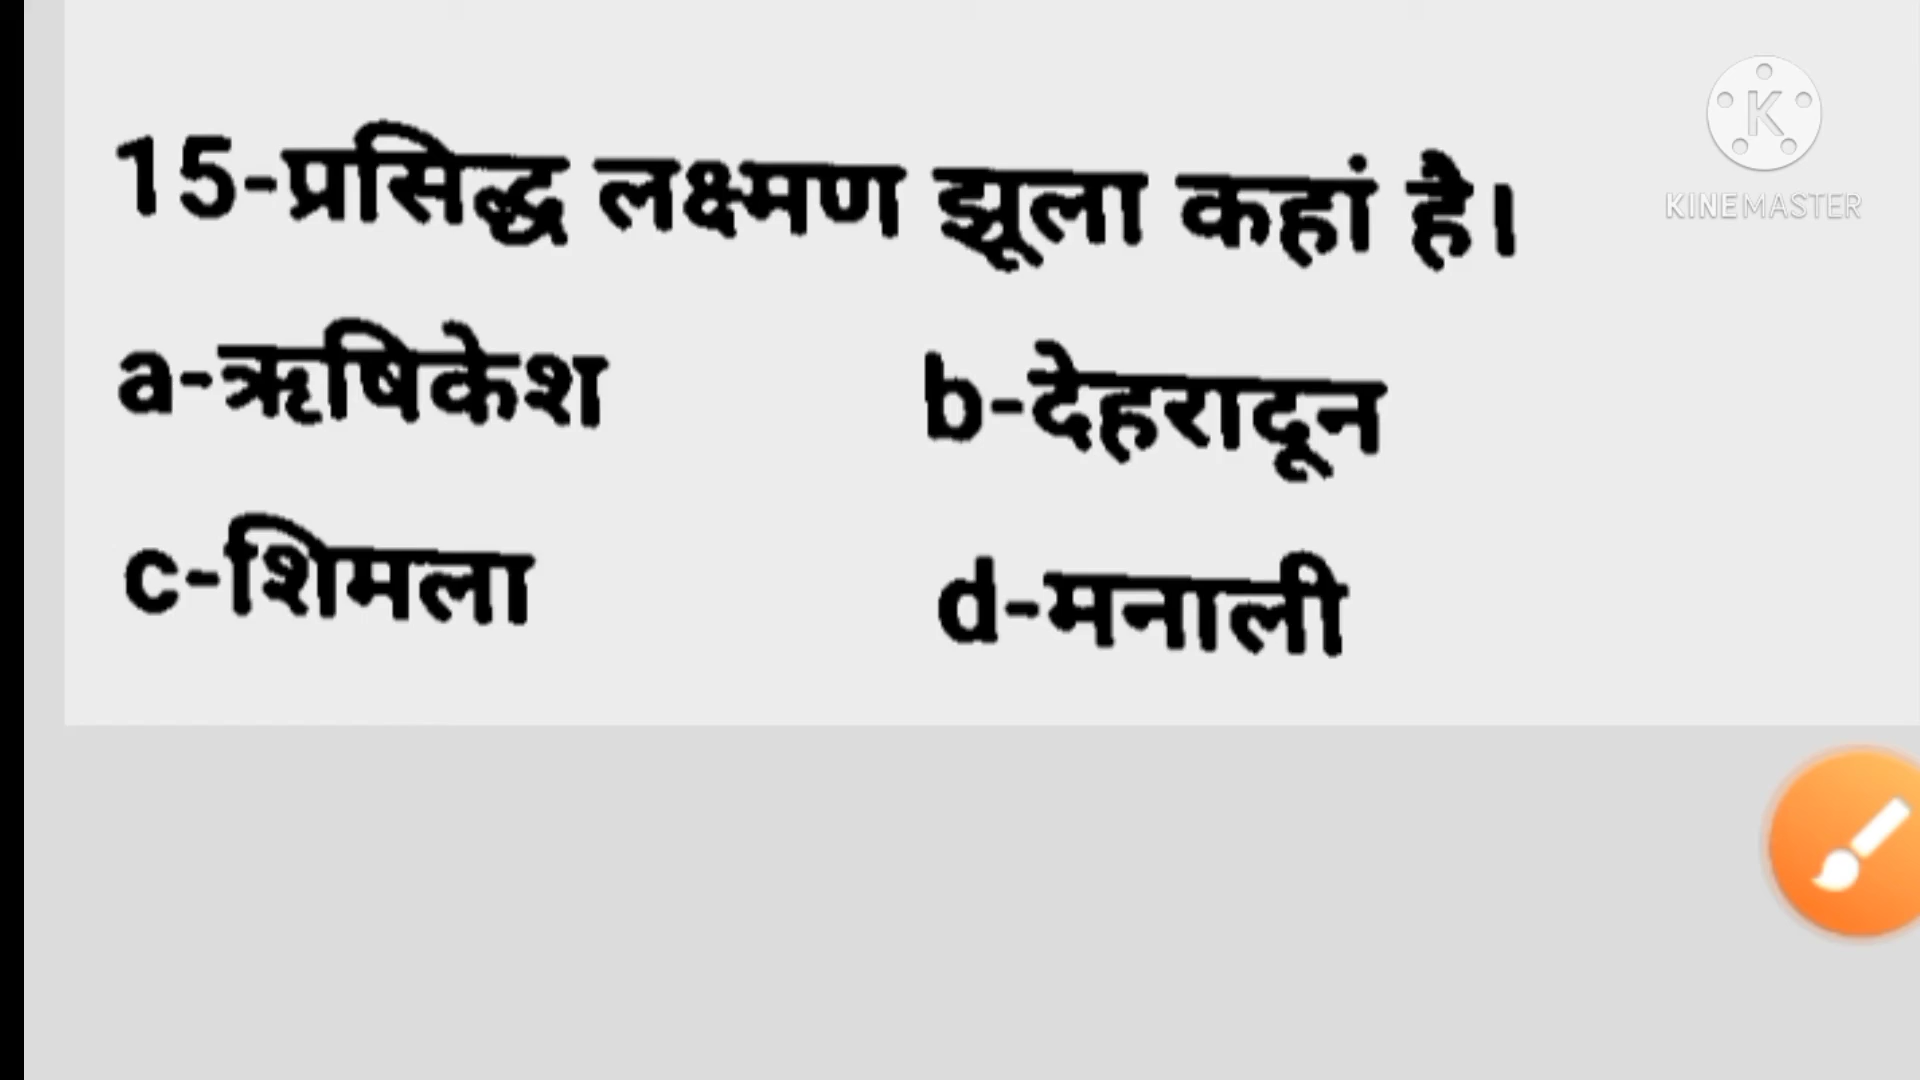 15-प्रसिद्ध लक्ष्मण झूला कहां है।
a-ऋषिकेश b-देहरादून
c-शिमला d-मनाली
K
KINEMASTER